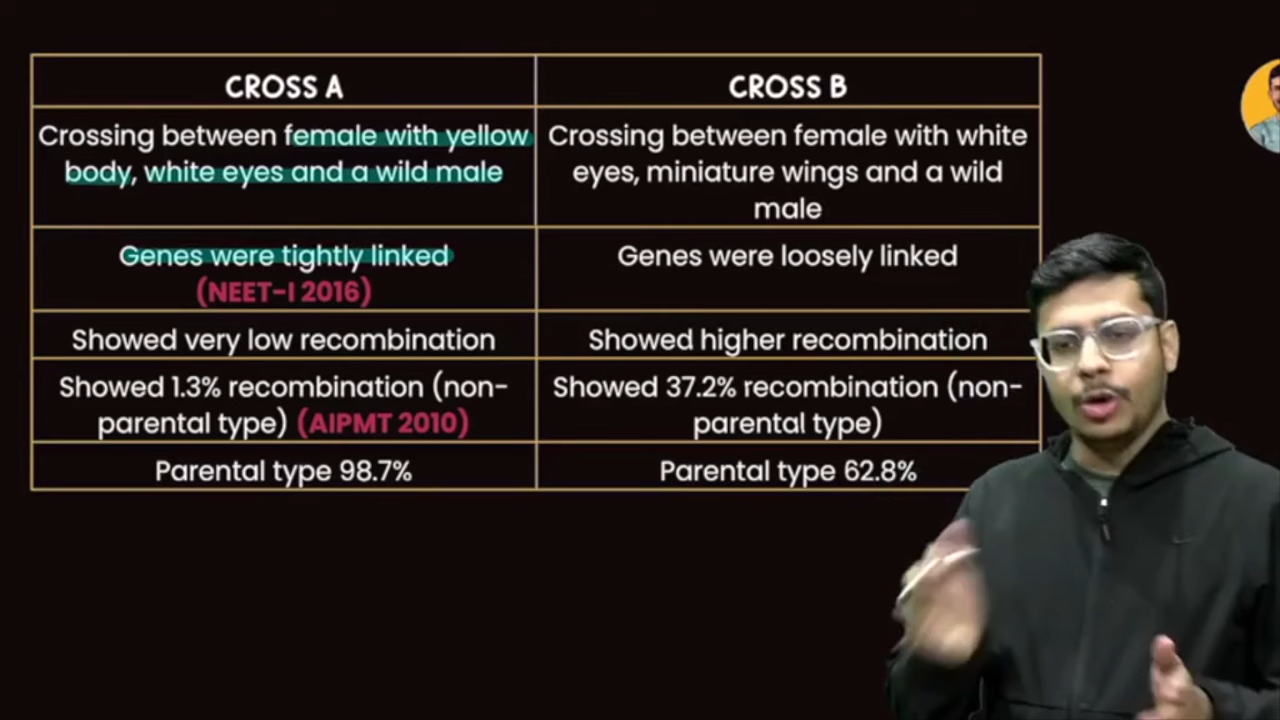 CROSS A
CROSS B
Crossing between female with yellow
body, white eyes and a wild male
Crossing between female with white
eyes, miniature wings and a wild
male
Genes were tightly linked
(NEET-I 2016)
Genes were loosely linked
Showed very low recombination
Showed higher recombination
Showed 1.3% recombination (non-
parental type) (AIPMT 2010)
Showed 37.2% recombination (non-
parental type)
Parental type 98.7%
Parental type 62.8%